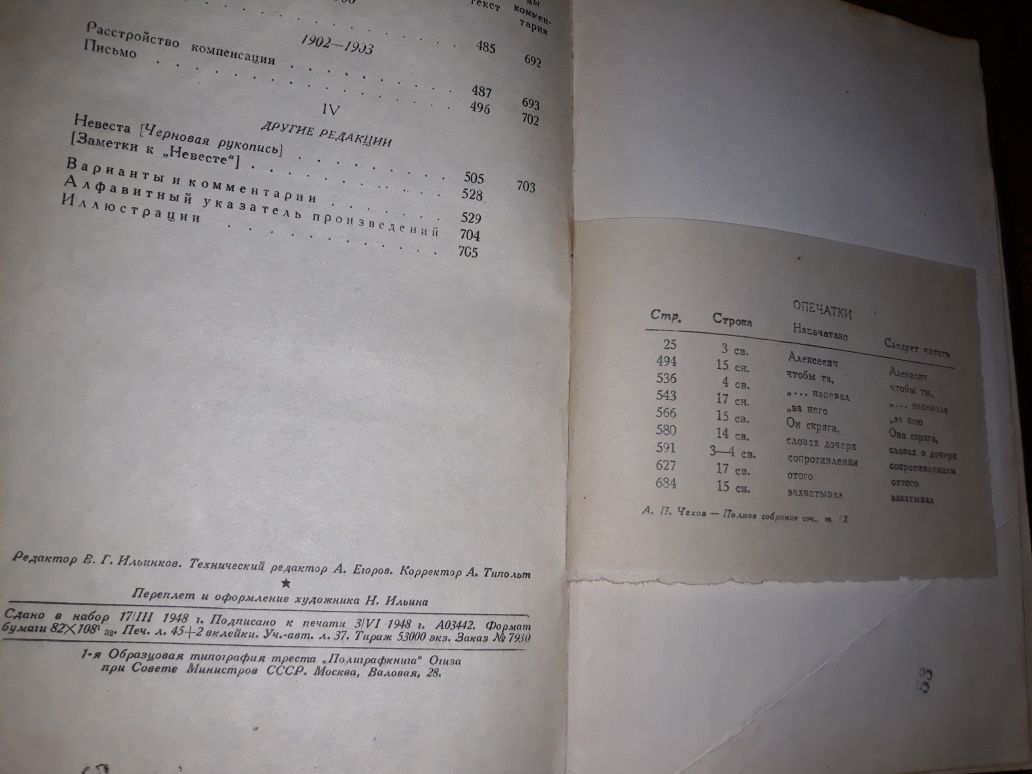 текст
коммен-
тария
1902—1903
485 692
Расстройство компенсации . . . . . . . . . . 487 693
Письмо . . . . . . . . . . . . . . . . . 496 702
IV
ДРУГИЕ РЕДАКЦИИ
Невеста [Черновая рукопись] . . . . . . . . . 505 703
[Заметки к „Невесте“] . . . . . . . . . . . . 528
Варианты и комментарии . . . . . . . 529
Алфавитный указатель произведений 704
Иллюстрации . . . . . . . . . . . . 705
Редактор В. Г. Ильинков. Технический редактор А. Егоров. Корректор А. Типольт
★
Переплет и оформление художника Н. Ильина
Сдано в набор 17/III 1948 г. Подписано к печати 3/VI 1948 г. А03442. Формат
бумаги 82×108¹/₃₂. Печ. л. 45+2 вклейки. Уч.-авт. л. 37. Тираж 53000 экз. Заказ № 7930
1-я Образцовая типография треста „Полиграфкнига“ Огиза
при Совете Министров СССР. Москва, Валовая, 28.
ОПЕЧАТКИ
Стр. Строка Напечатано Следует читать
25 3 св. Алексееич Алексеич
494 15 сн. чтобы та, чтобы ты,
536 4 св. „... напевал „... напевала
543 17 сн. „за него „за нею
566 15 св. Он скряга, Она скряга,
580 14 св. словах дочери словах о дочери
591 3—4 св. сопротивления сопротивлением
627 17 св. отого оттого
684 15 сн. захватывал закатывал
А. П. Чехов — Полное собрание соч., т. IX
53